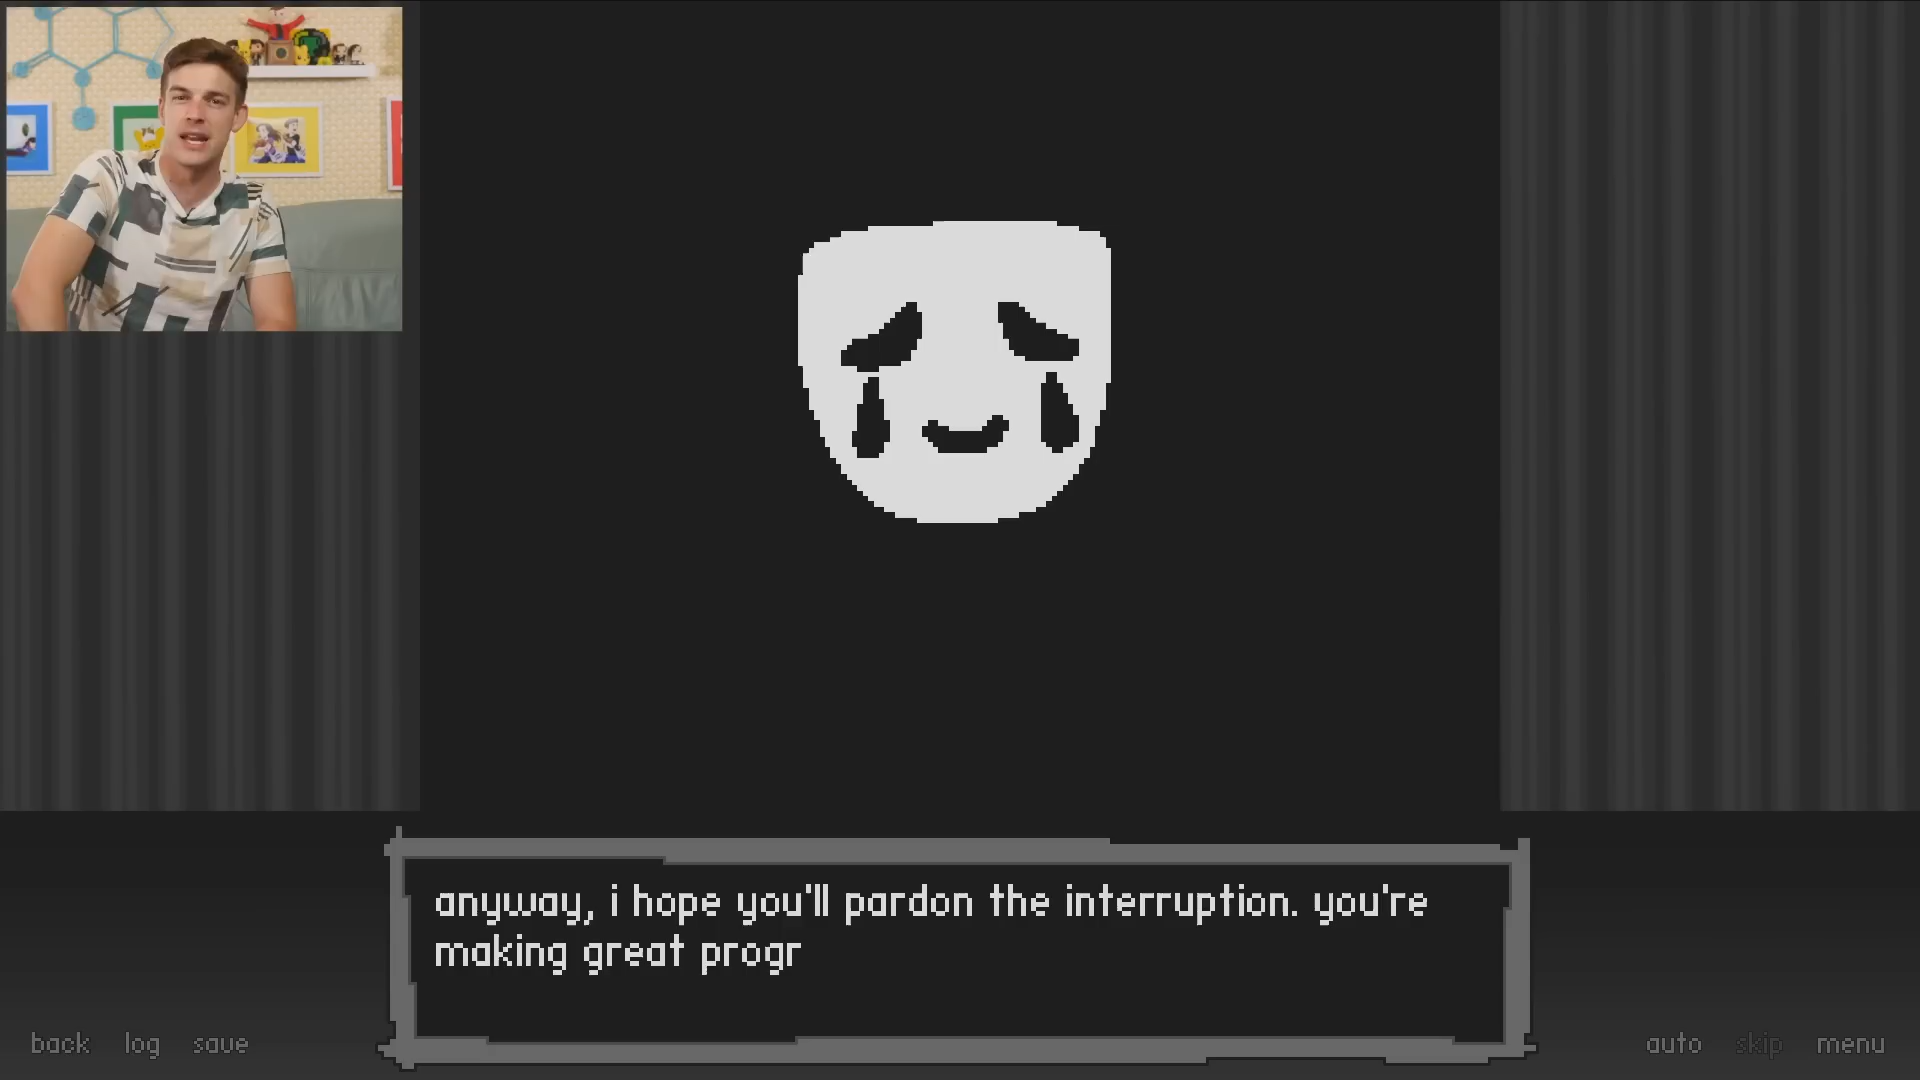 anyway, i hope you'll pardon the interruption. you're
making great progr
back log save
auto skip menu